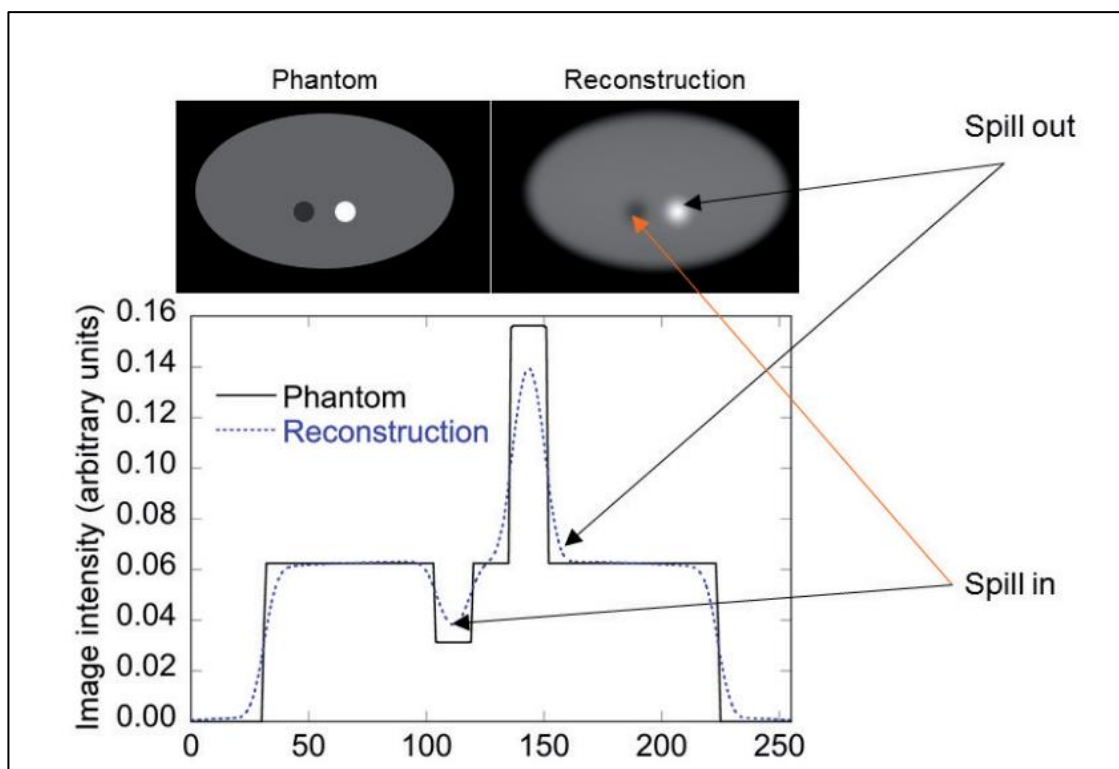 Phantom
Reconstruction
Spill out
Image intensity (arbitrary units)
0.16
0.14
0.12
0.10
0.08
0.06
0.04
0.02
0.00
Phantom
Reconstruction
Spill in
0
50
100
150
200
250